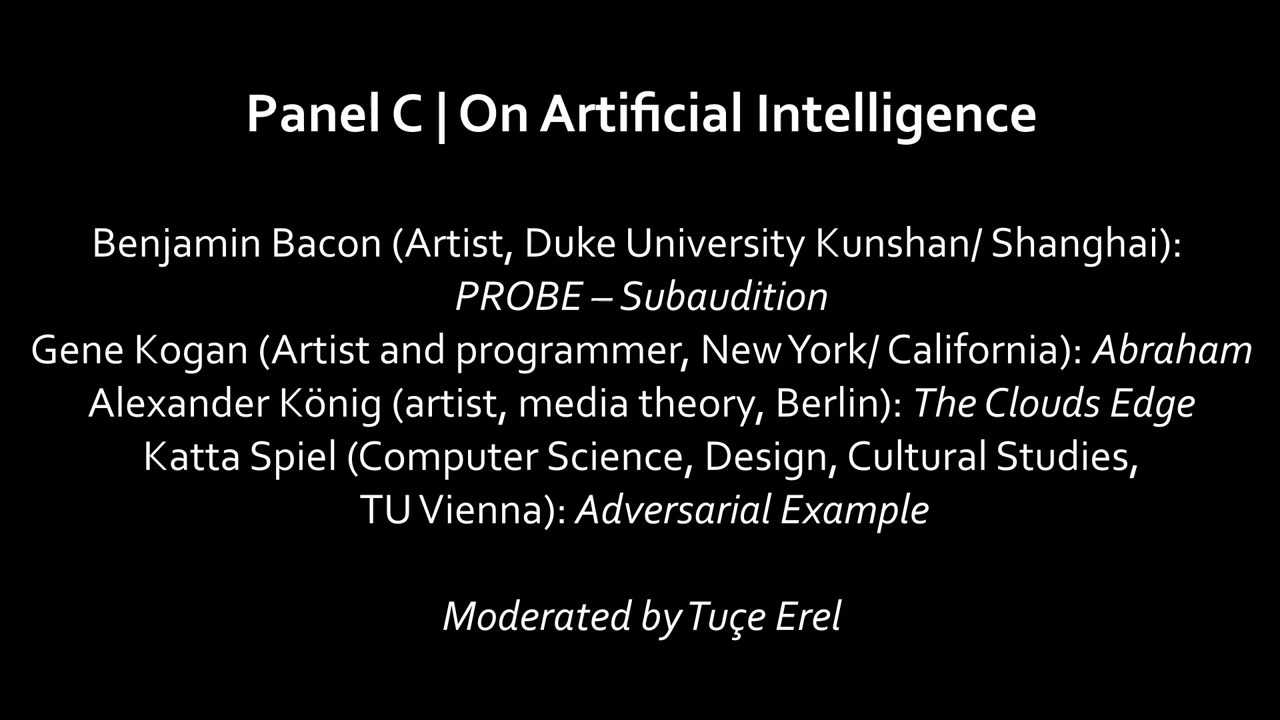 Panel C | On Artificial Intelligence
Benjamin Bacon (Artist, Duke University Kunshan/ Shanghai):
PROBE – Subaudition
Gene Kogan (Artist and programmer, New York/ California): Abraham
Alexander König (artist, media theory, Berlin): The Clouds Edge
Katta Spiel (Computer Science, Design, Cultural Studies,
TU Vienna): Adversarial Example
Moderated by Tuçe Erel